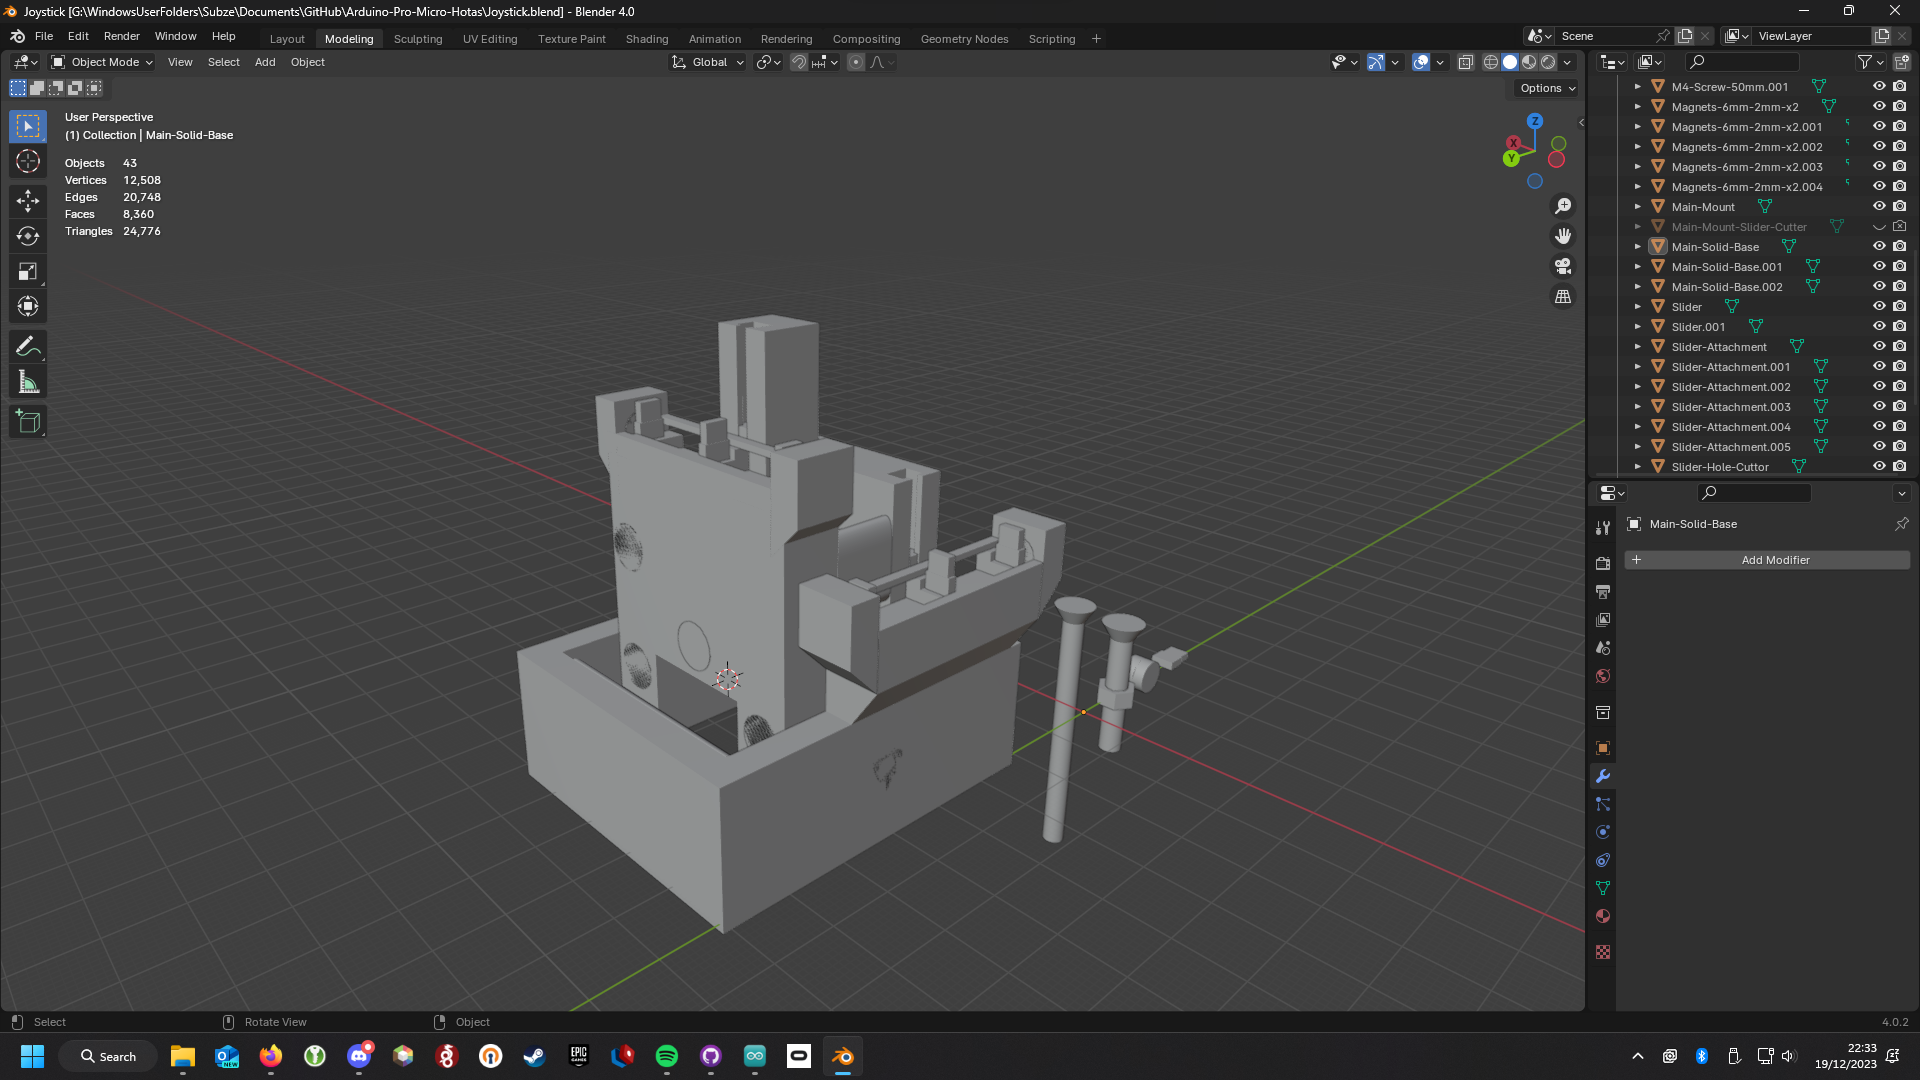 Joystick [G:\WindowsUserFolders\Subze\Documents\GitHub\Arduino-Pro-Micro-Hotas\Joystick.blend] - Blender 4.0
File Edit Render Window Help
Layout Modeling Sculpting UV Editing Texture Paint Shading Animation Rendering Compositing Geometry Nodes Scripting +
Scene
ViewLayer
Object Mode View Select Add Object
Global
Options
User Perspective
(1) Collection | Main-Solid-Base
Objects 43
Vertices 12,508
Edges 20,748
Faces 8,360
Triangles 24,776
Z
X
Y
M4-Screw-50mm.001
Magnets-6mm-2mm-x2
Magnets-6mm-2mm-x2.001
Magnets-6mm-2mm-x2.002
Magnets-6mm-2mm-x2.003
Magnets-6mm-2mm-x2.004
Main-Mount
Main-Mount-Slider-Cutter
Main-Solid-Base
Main-Solid-Base.001
Main-Solid-Base.002
Slider
Slider.001
Slider-Attachment
Slider-Attachment.001
Slider-Attachment.002
Slider-Attachment.003
Slider-Attachment.004
Slider-Attachment.005
Slider-Hole-Cuttor
Main-Solid-Base
+ Add Modifier
Select
Rotate View
Object
4.0.2
Search
NEW
EPIC
GAMES
22:33
19/12/2023